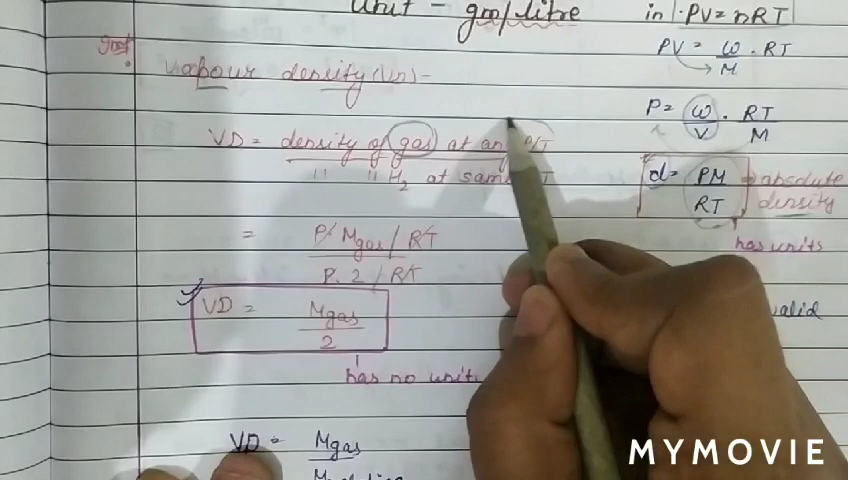 Unit - gm/litre
in PV = nRT
PV = w/M . RT
Vapour density (VD) -
P = w/V . RT/M
VD = density of gas at any P/T
" " H2 at same T
d = PM/RT = absolute density
has units
= P Mgas / RT
P. 2 / RT
VD = Mgas/2
valid
has no unit
VD = Mgas
MYMOVIE